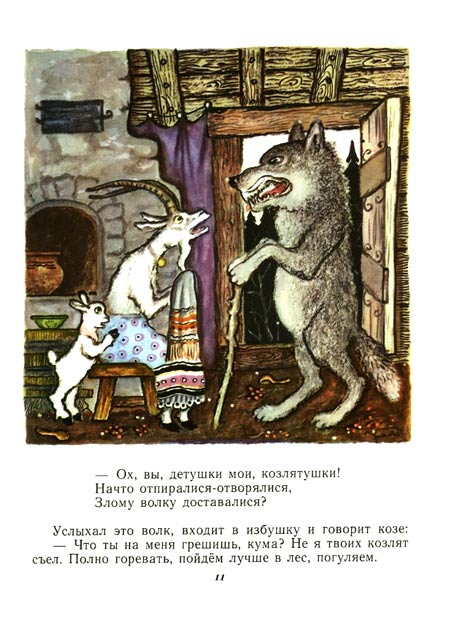 — Ох, вы, детушки мои, козлятушки!
Начто отпиралися-отворялися,
Злому волку доставалися?
Услыхал это волк, входит в избушку и говорит козе:
— Что ты на меня грешишь, кума? Не я твоих козлят
съел. Полно горевать, пойдём лучше в лес, погуляем.
11